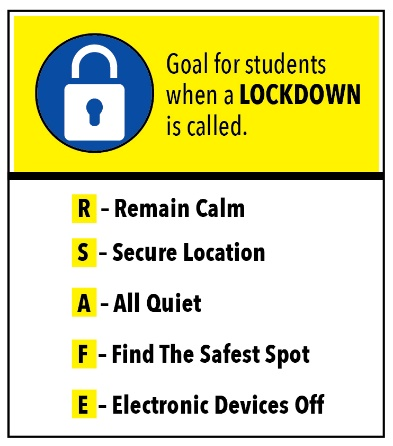 Goal for students
when a LOCKDOWN
is called.
R – Remain Calm
S – Secure Location
A – All Quiet
F – Find The Safest Spot
E – Electronic Devices Off